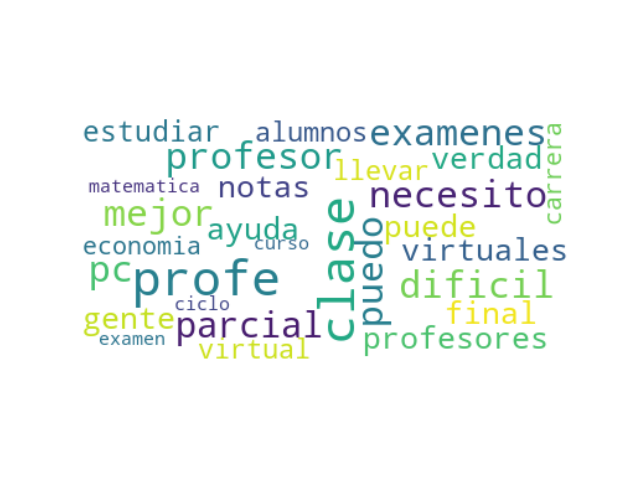 estudiar alumnos examenes
profesor llevar verdad carrera
matematica notas necesito
mejor ayuda clase puedo puede
economia curso virtuales
pc profe dificil
ciclo
gente parcial final
examen virtual profesores